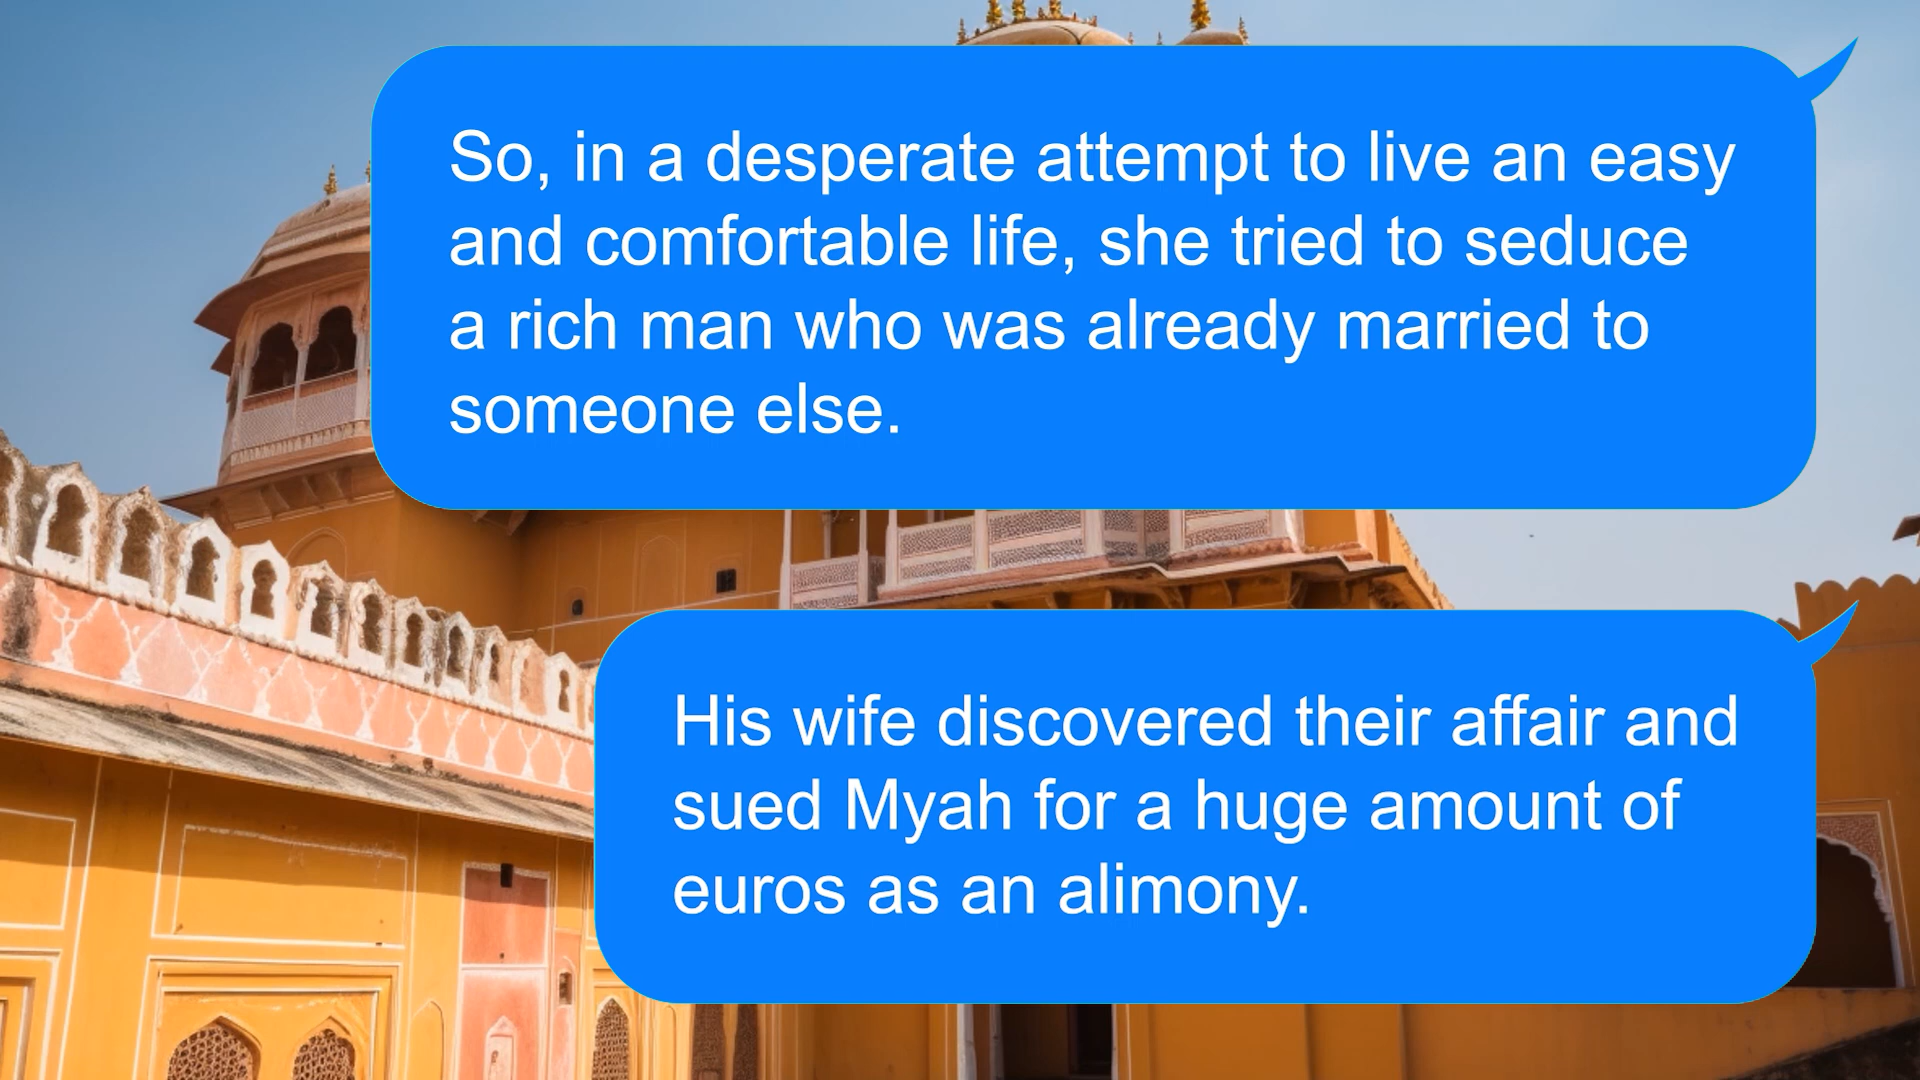 So, in a desperate attempt to live an easy
and comfortable life, she tried to seduce
a rich man who was already married to
someone else.
His wife discovered their affair and
sued Myah for a huge amount of
euros as an alimony.